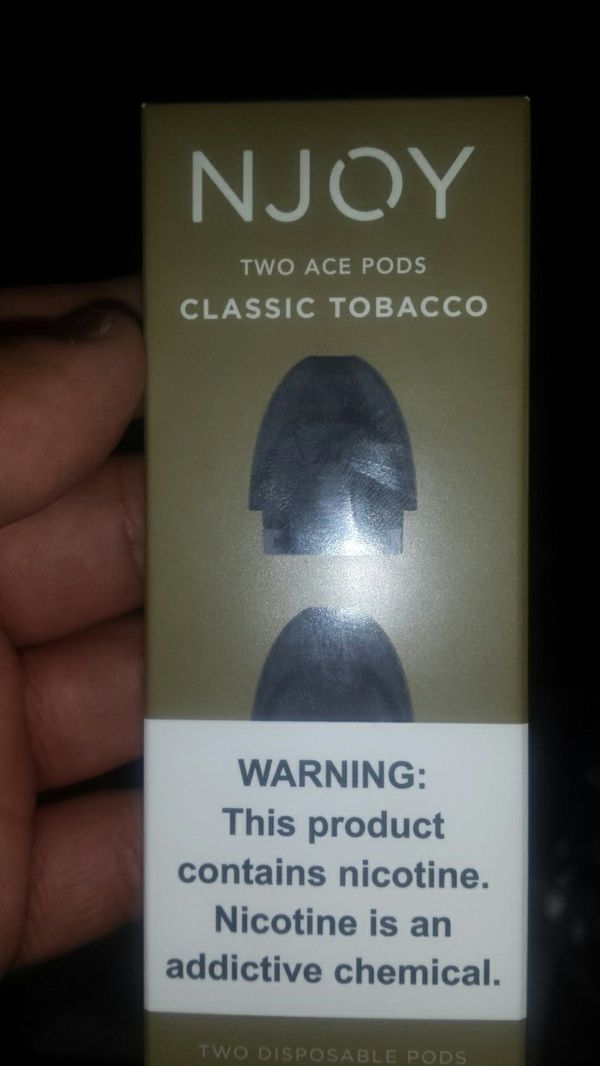 NJOY
TWO ACE PODS
CLASSIC TOBACCO
WARNING:
This product
contains nicotine.
Nicotine is an
addictive chemical.
TWO DISPOSABLE PODS